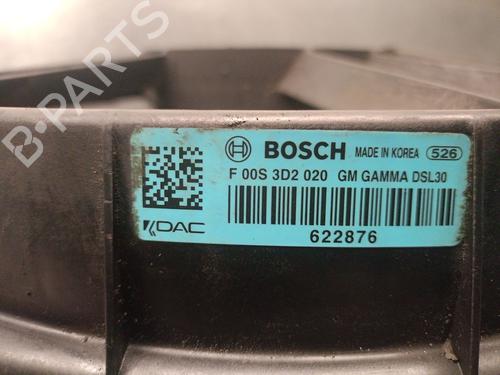 BOSCH MADE IN KOREA 526
F 00S 3D2 020 GM GAMMA DSL30
KDAC
622876
B-PARTS